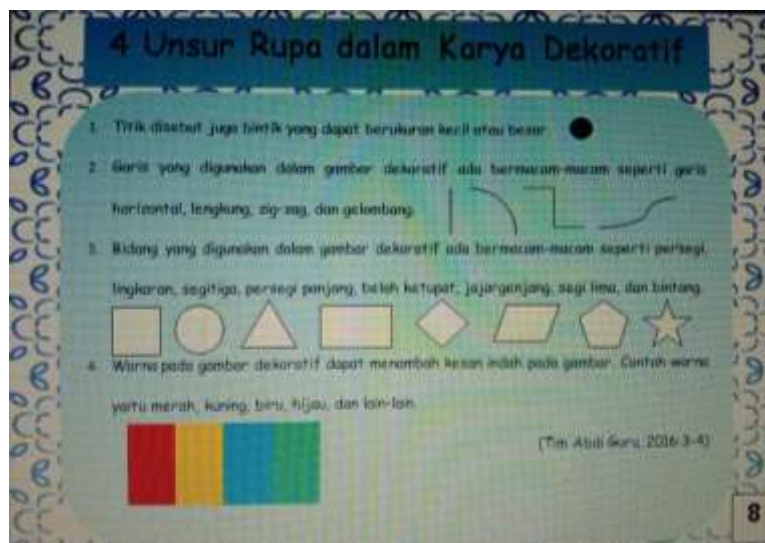 4 Unsur Rupa dalam Karya Dekoratif
1. Titik disebut juga bintik yang dapat berukuran kecil atau besar.
2. Garis yang digunakan dalam gambar dekoratif ada bermacam-macam seperti garis
horizontal, lengkung, zig-zag, dan gelombang.
3. Bidang yang digunakan dalam gambar dekoratif ada bermacam-macam seperti persegi,
lingkaran, segitiga, persegi panjang, belah ketupat, jajargenjang, segi lima, dan bintang.
4. Warna pada gambar dekoratif dapat menambah kesan indah pada gambar. Contoh warna
yaitu merah, kuning, biru, hijau, dan lain-lain.
(Tim Abdi Guru, 2016:3-4)
8